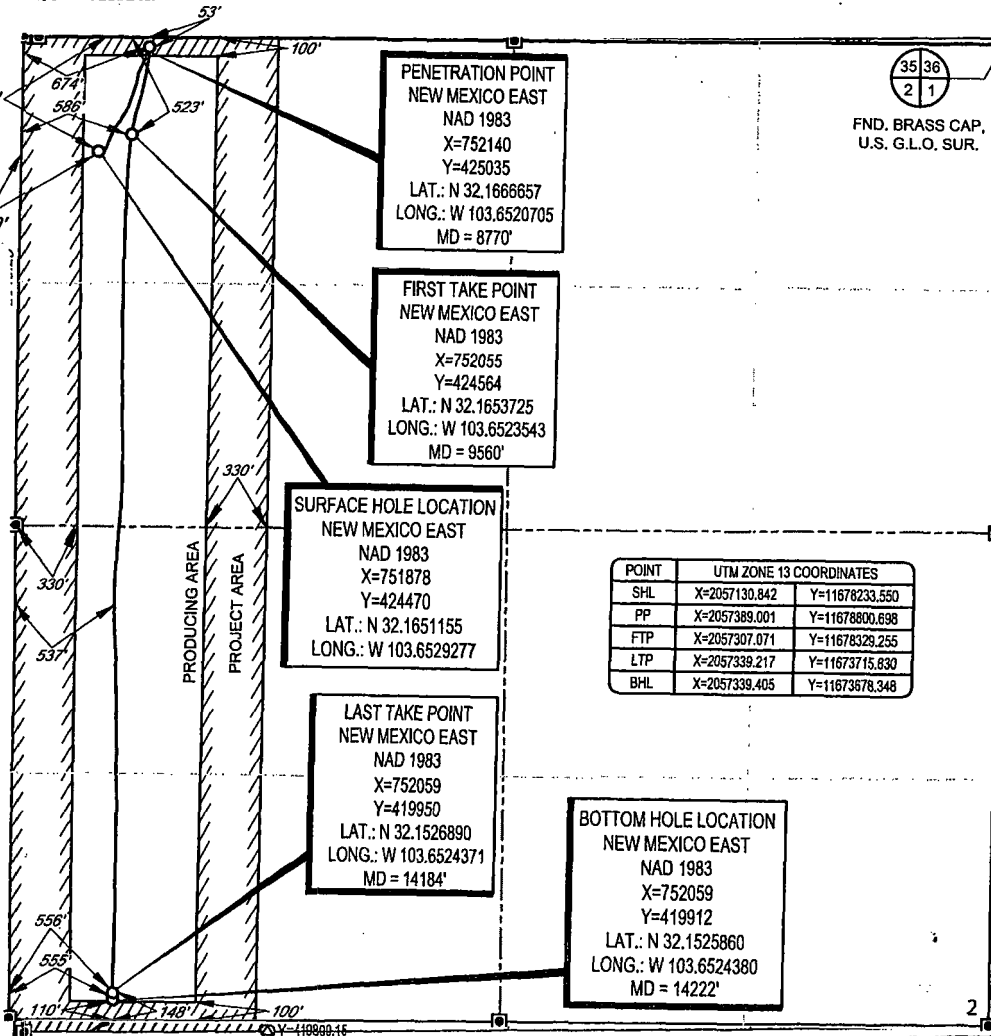 53'
100'
674'
586'
523'
PENETRATION POINT
NEW MEXICO EAST
NAD 1983
X=752140
Y=425035
LAT.: N 32.1666657
LONG.: W 103.6520705
MD = 8770'
35 36
2 1
FND. BRASS CAP,
U.S. G.L.O. SUR.
FIRST TAKE POINT
NEW MEXICO EAST
NAD 1983
X=752055
Y=424564
LAT.: N 32.1653725
LONG.: W 103.6523543
MD = 9560'
330'
SURFACE HOLE LOCATION
NEW MEXICO EAST
NAD 1983
X=751878
Y=424470
LAT.: N 32.1651155
LONG.: W 103.6529277
330'
537'
PRODUCING AREA
PROJECT AREA
POINT UTM ZONE 13 COORDINATES
SHL X=2057130.842 Y=11678233.550
PP X=2057389.001 Y=11678800.698
FTP X=2057307.071 Y=11678329.255
LTP X=2057339.217 Y=11673715.830
BHL X=2057339.405 Y=11673678.348
LAST TAKE POINT
NEW MEXICO EAST
NAD 1983
X=752059
Y=419950
LAT.: N 32.1526890
LONG.: W 103.6524371
MD = 14184'
BOTTOM HOLE LOCATION
NEW MEXICO EAST
NAD 1983
X=752059
Y=419912
LAT.: N 32.1525860
LONG.: W 103.6524380
MD = 14222'
556'
555'
110'
148'
100'
2